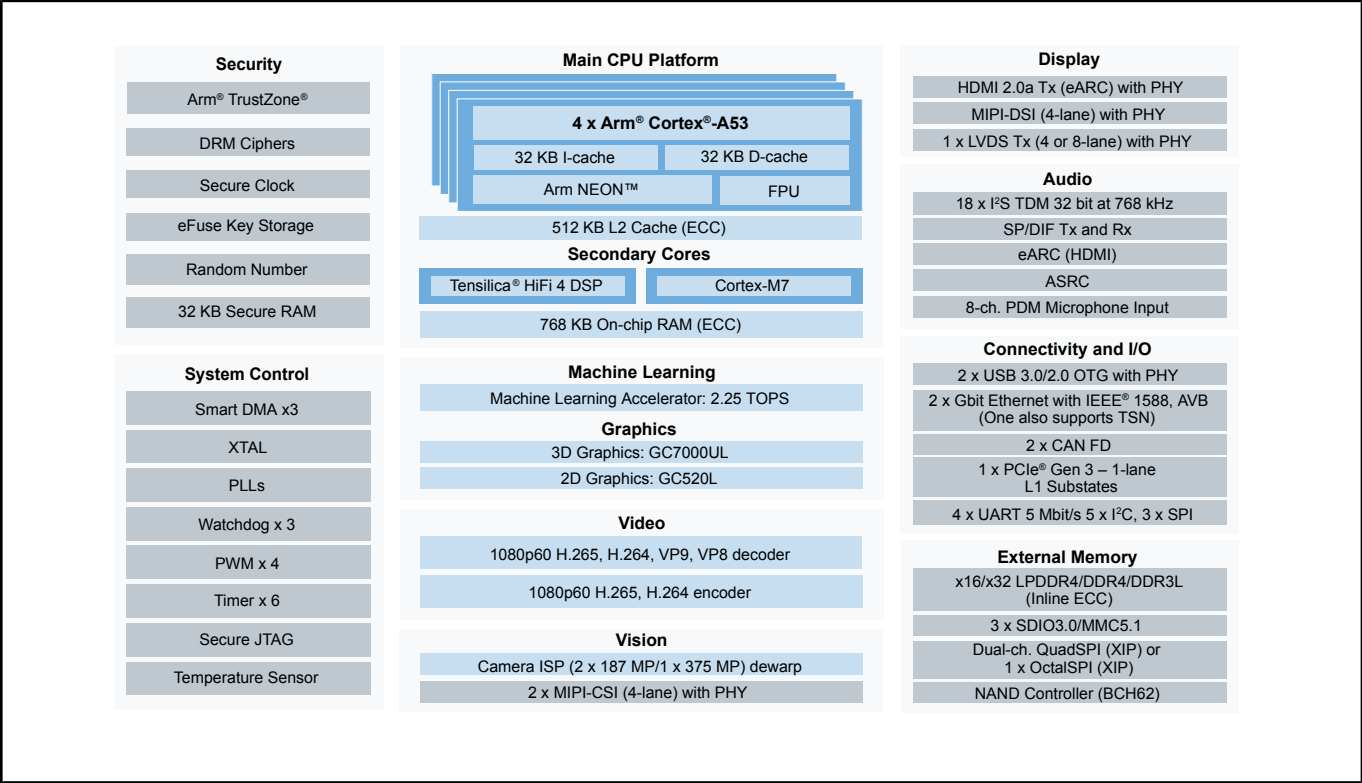 Security
Arm® TrustZone®
DRM Ciphers
Secure Clock
eFuse Key Storage
Random Number
32 KB Secure RAM
System Control
Smart DMA x3
XTAL
PLLs
Watchdog x 3
PWM x 4
Timer x 6
Secure JTAG
Temperature Sensor
Main CPU Platform
4 x Arm® Cortex®-A53
32 KB I-cache
32 KB D-cache
Arm NEON™
FPU
512 KB L2 Cache (ECC)
Secondary Cores
Tensilica® HiFi 4 DSP
Cortex-M7
768 KB On-chip RAM (ECC)
Machine Learning
Machine Learning Accelerator: 2.25 TOPS
Graphics
3D Graphics: GC7000UL
2D Graphics: GC520L
Video
1080p60 H.265, H.264, VP9, VP8 decoder
1080p60 H.265, H.264 encoder
Vision
Camera ISP (2 x 187 MP/1 x 375 MP) dewarp
2 x MIPI-CSI (4-lane) with PHY
Display
HDMI 2.0a Tx (eARC) with PHY
MIPI-DSI (4-lane) with PHY
1 x LVDS Tx (4 or 8-lane) with PHY
Audio
18 x I²S TDM 32 bit at 768 kHz
SP/DIF Tx and Rx
eARC (HDMI)
ASRC
8-ch. PDM Microphone Input
Connectivity and I/O
2 x USB 3.0/2.0 OTG with PHY
2 x Gbit Ethernet with IEEE® 1588, AVB
(One also supports TSN)
2 x CAN FD
1 x PCIe® Gen 3 – 1-lane
L1 Substates
4 x UART 5 Mbit/s 5 x I²C, 3 x SPI
External Memory
x16/x32 LPDDR4/DDR4/DDR3L
(Inline ECC)
3 x SDIO3.0/MMC5.1
Dual-ch. QuadSPI (XIP) or
1 x OctalSPI (XIP)
NAND Controller (BCH62)